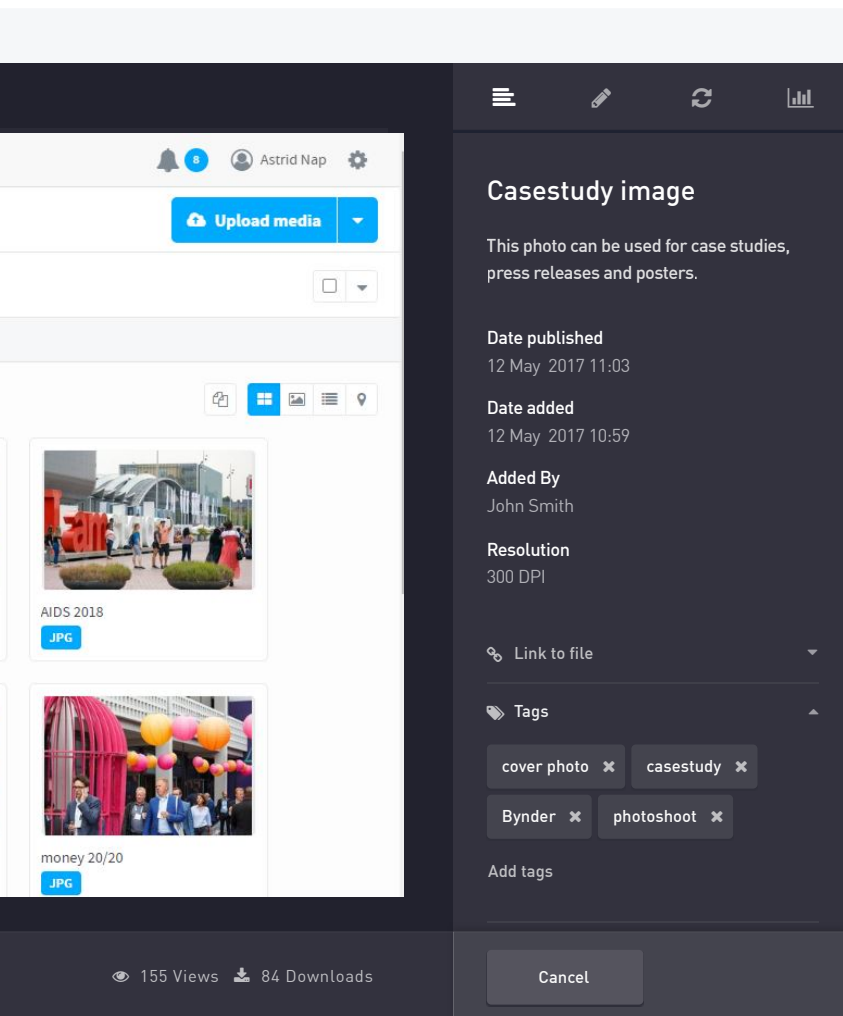 8
Astrid Nap
Upload media
AIDS 2018
JPG
money 20/20
JPG
155 Views
84 Downloads
Casestudy image
This photo can be used for case studies,
press releases and posters.
Date published
12 May 2017 11:03
Date added
12 May 2017 10:59
Added By
John Smith
Resolution
300 DPI
Link to file
Tags
cover photo
casestudy
Bynder
photoshoot
Add tags
Cancel